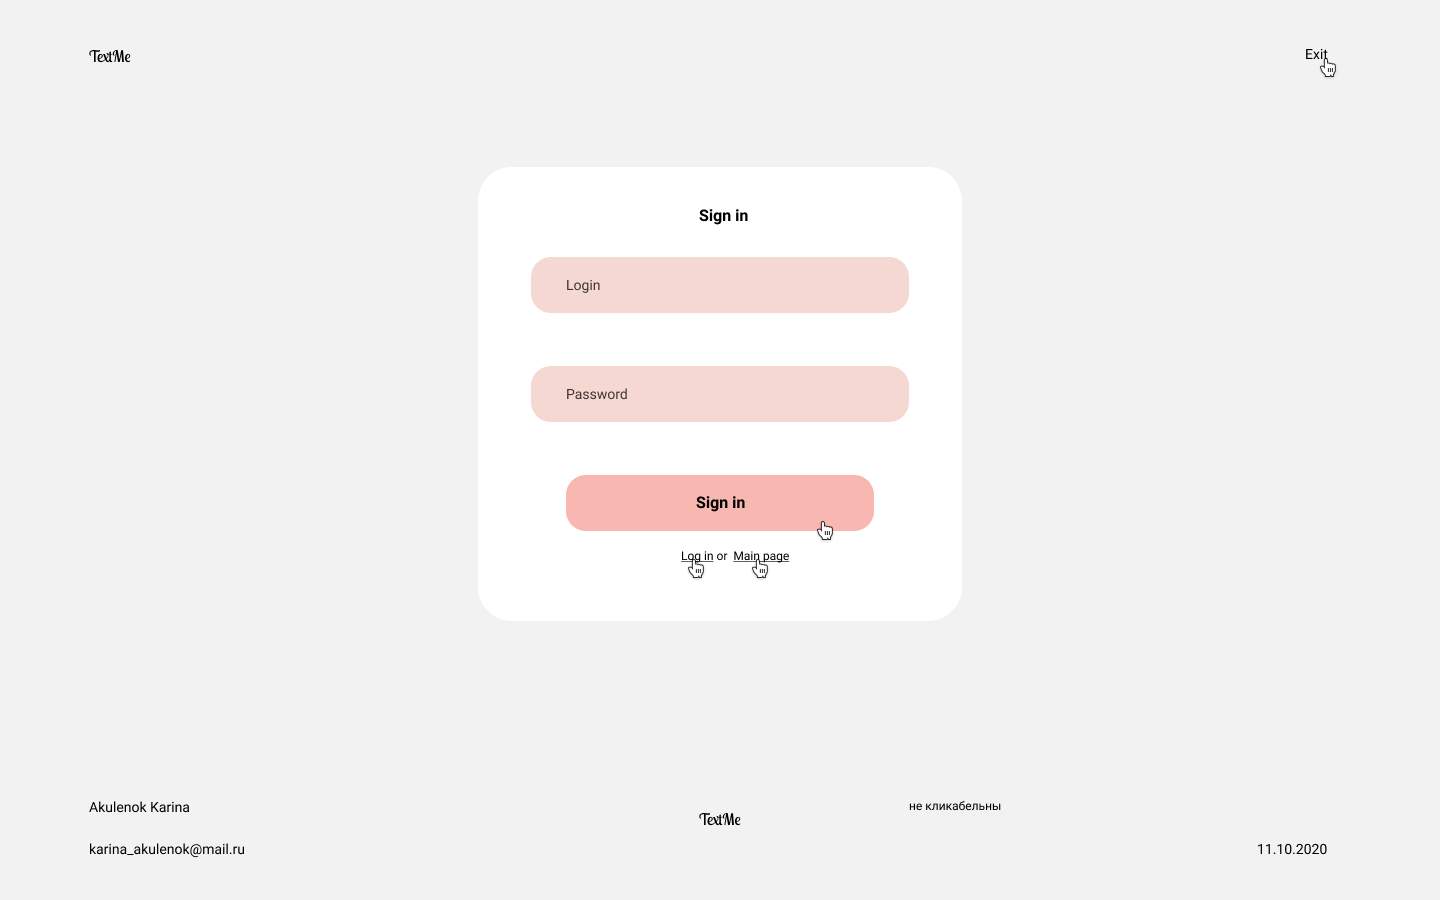 TextMe
Exit
Sign in
Login
Password
Sign in
Log in or Main page
Akulenok Karina
не кликабельны
TextMe
karina_akulenok@mail.ru
11.10.2020